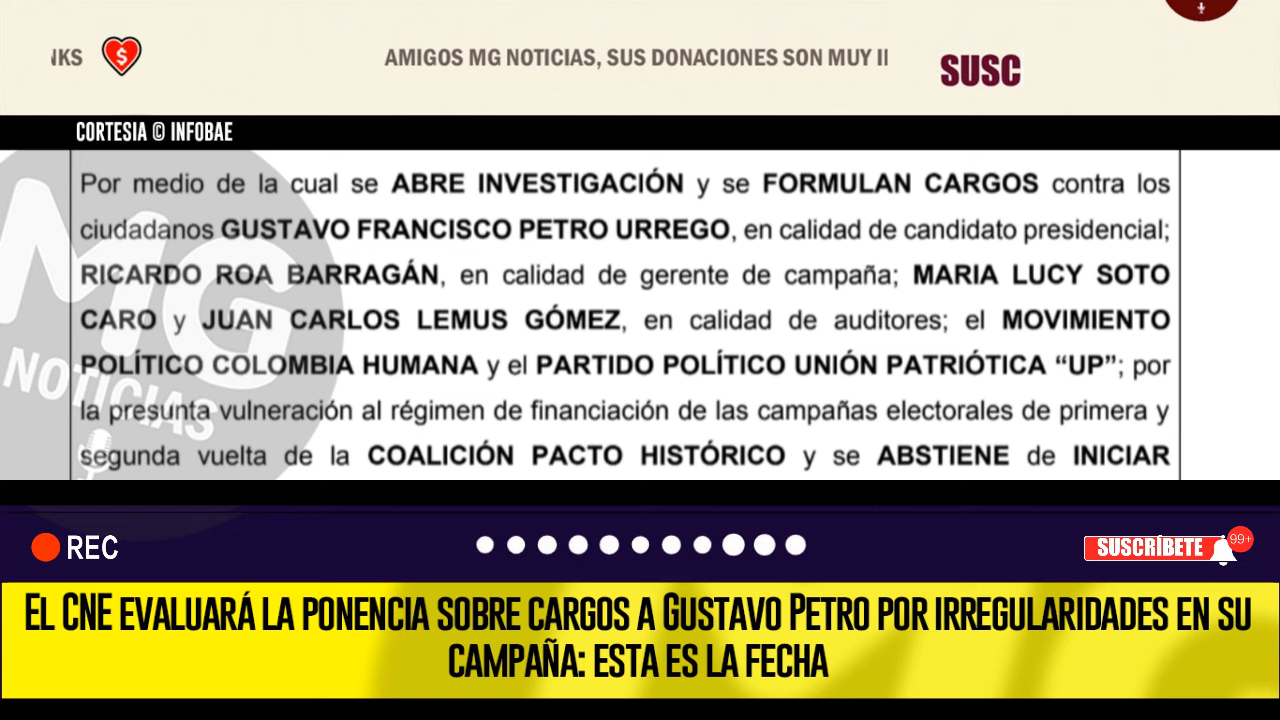 AMIGOS MG NOTICIAS, SUS DONACIONES SON MUY
SUSC
CORTESIA © INFOBAE
Por medio de la cual se ABRE INVESTIGACIÓN y se FORMULAN CARGOS contra los
ciudadanos GUSTAVO FRANCISCO PETRO URREGO, en calidad de candidato presidencial;
RICARDO ROA BARRAGÁN, en calidad de gerente de campaña; MARIA LUCY SOTO
CARO y JUAN CARLOS LEMUS GÓMEZ, en calidad de auditores; el MOVIMIENTO
POLÍTICO COLOMBIA HUMANA y el PARTIDO POLÍTICO UNIÓN PATRIÓTICA “UP”; por
la presunta vulneración al régimen de financiación de las campañas electorales de primera y
segunda vuelta de la COALICIÓN PACTO HISTÓRICO y se ABSTIENE de INICIAR
MG
NOTICIAS
REC
SUSCRÍBETE
99+
EL CNE EVALUARÁ LA PONENCIA SOBRE CARGOS A GUSTAVO PETRO POR IRREGULARIDADES EN SU
CAMPAÑA: ESTA ES LA FECHA